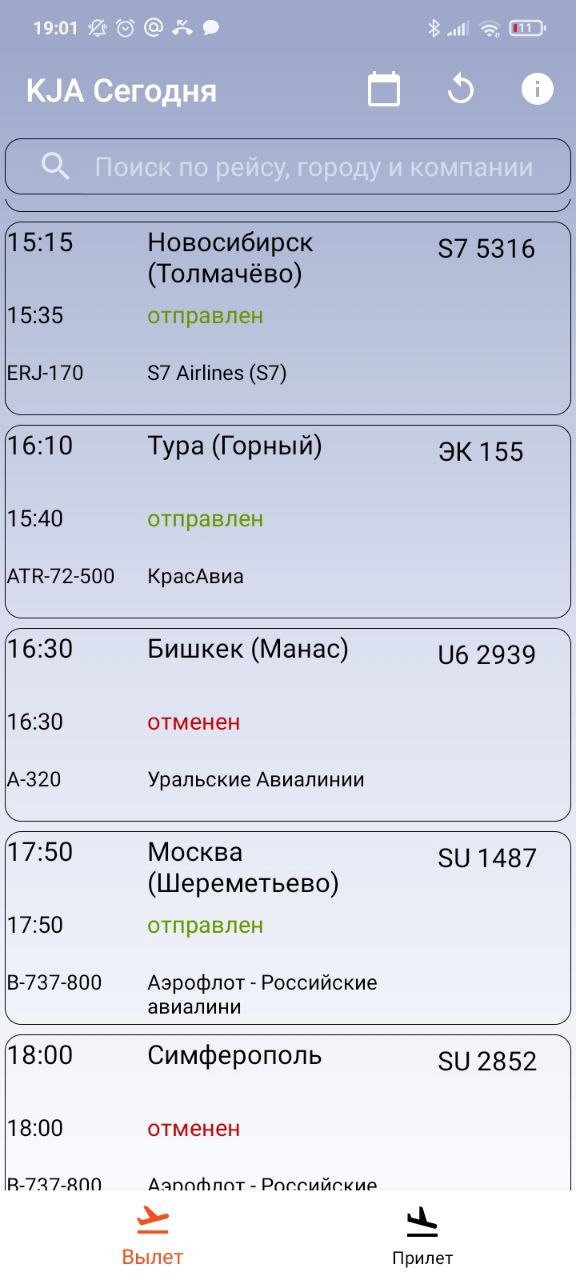 19:01
11
KJA Сегодня
Поиск по рейсу, городу и компании
15:15 Новосибирск S7 5316
(Толмачёво)
15:35 отправлен
ERJ-170 S7 Airlines (S7)
16:10 Тура (Горный) ЭК 155
15:40 отправлен
ATR-72-500 КрасАвиа
16:30 Бишкек (Манас) U6 2939
16:30 отменен
A-320 Уральские Авиалинии
17:50 Москва SU 1487
(Шереметьево)
17:50 отправлен
B-737-800 Аэрофлот - Российские
авиалини
18:00 Симферополь SU 2852
18:00 отменен
B-737-800 Аэрофлот - Российские
Вылет Прилет